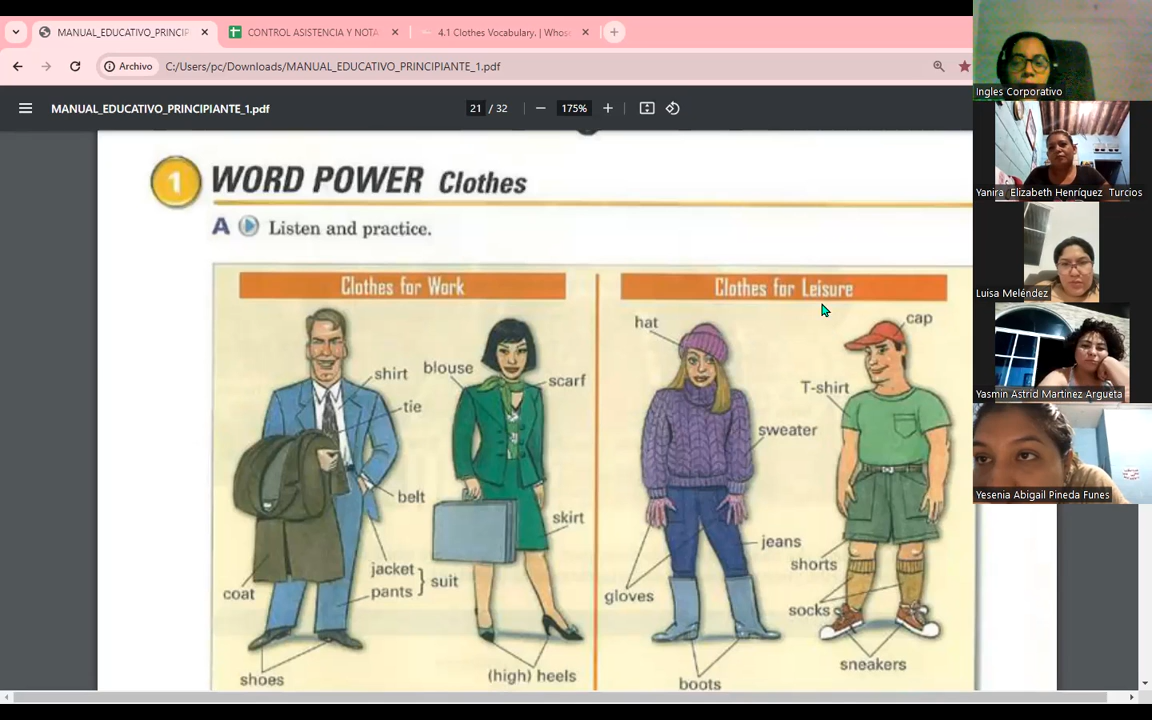 MANUAL_EDUCATIVO_PRINCIP
CONTROL ASISTENCIA Y NOTA
4.1 Clothes Vocabulary. | Whos
Archivo
C:/Users/pc/Downloads/MANUAL_EDUCATIVO_PRINCIPIANTE_1.pdf
MANUAL_EDUCATIVO_PRINCIPIANTE_1.pdf
21 / 32
175%
1 WORD POWER Clothes
A Listen and practice.
Clothes for Work
shirt
tie
belt
jacket
pants
suit
coat
shoes
blouse
scarf
skirt
(high) heels
Clothes for Leisure
hat
sweater
jeans
gloves
boots
cap
T-shirt
shorts
socks
sneakers
Ingles Corporativo
Yanira Elizabeth Henríquez Turcios
Luísa Meléndez
Yasmin Astrid Martinez Argueta
Yesenia Abigail Pineda Funes